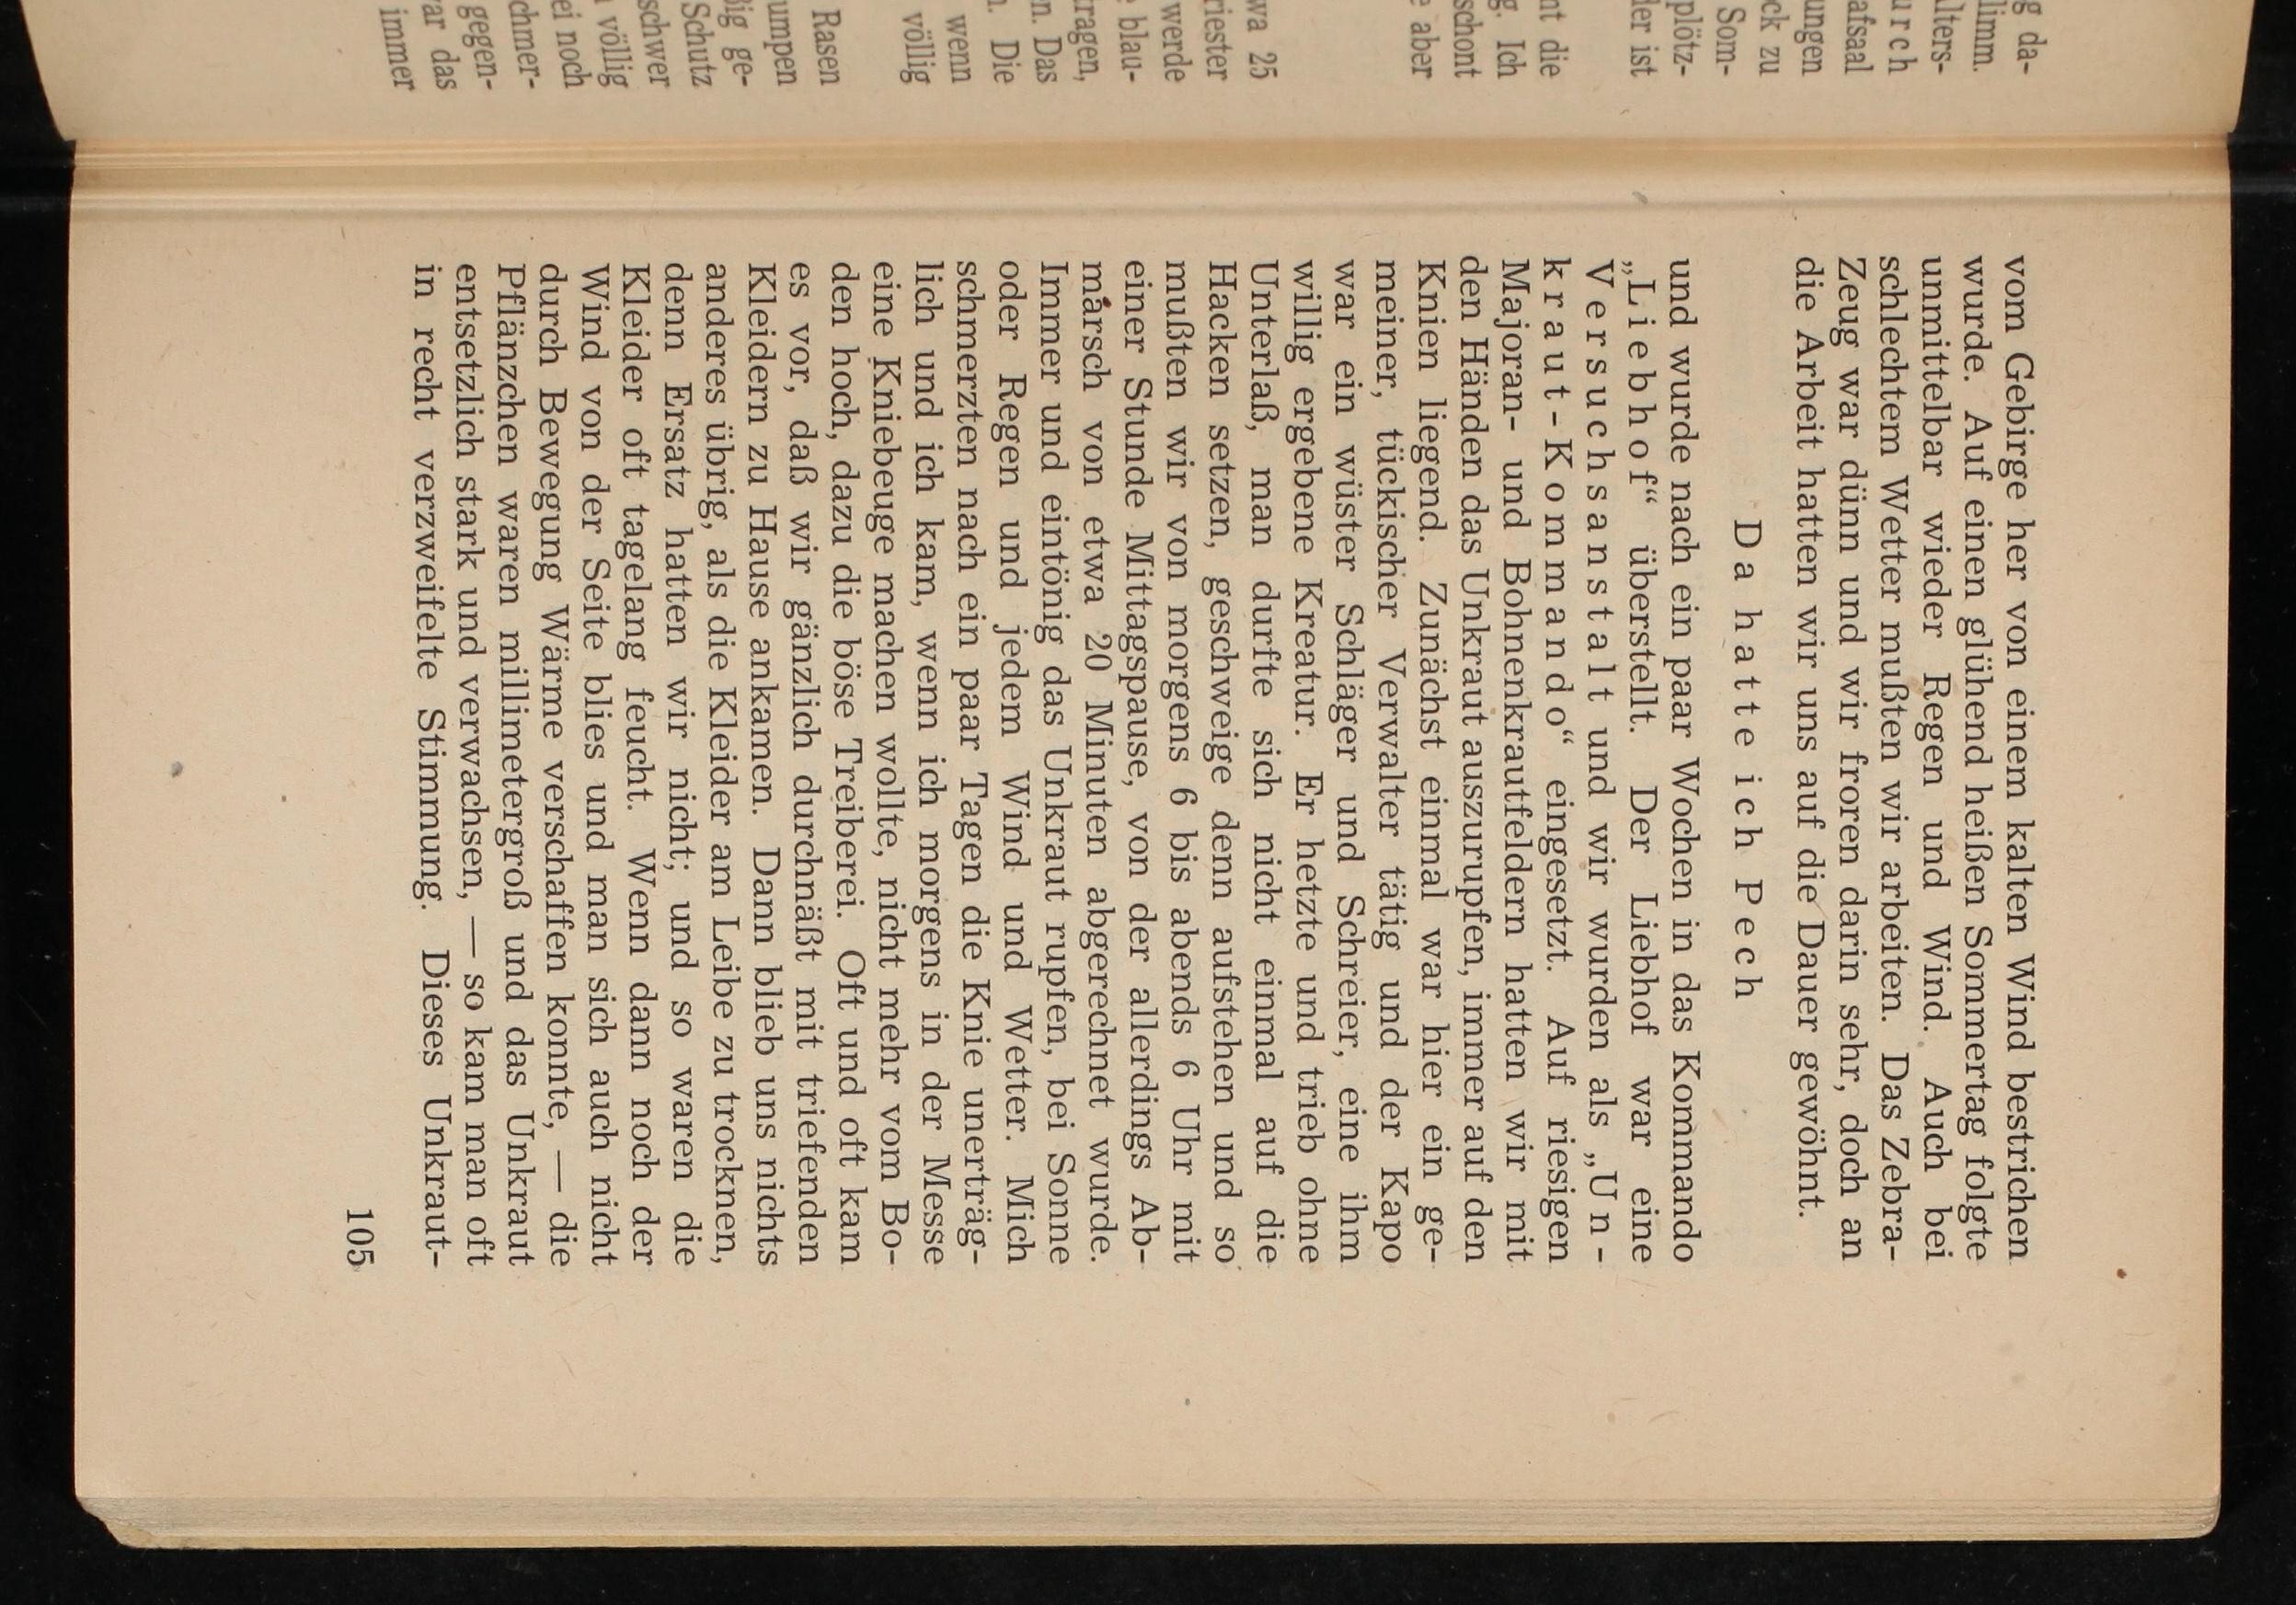 vom Gebirge her von einem kalten Wind bestrichen
wurde. Auf einen glühend heißen Sommertag folgte
unmittelbar wieder Regen und Wind. Auch bei
schlechtem Wetter mußten wir arbeiten. Das Zebra-
Zeug war dünn und wir froren darin sehr, doch an
die Arbeit hatten wir uns auf die Dauer gewöhnt.
Da hatte ich Pech
und wurde nach ein paar Wochen in das Kommando
„Liebhof“ überstellt. Der Liebhof war eine
Versuchsanstalt und wir wurden als „Un-
kraut-Kommando“ eingesetzt. Auf riesigen
Majoran- und Bohnenkrautfeldern hatten wir mit
den Händen das Unkraut auszurupfen, immer auf den
Knien liegend. Zunächst einmal war hier ein ge-
meiner, tückischer Verwalter tätig und der Kapo
war ein wüster Schläger und Schreier, eine ihm
willig ergebene Kreatur. Er hetzte und trieb ohne
Unterlaß, man durfte sich nicht einmal auf die
Hacken setzen, geschweige denn aufstehen und so
mußten wir von morgens 6 bis abends 6 Uhr mit
einer Stunde Mittagspause, von der allerdings Ab-
marsch von etwa 20 Minuten abgerechnet wurde.
Immer und eintönig das Unkraut rupfen, bei Sonne
oder Regen und jedem Wind und Wetter. Mich
schmerzten nach ein paar Tagen die Knie unerträg-
lich und ich kam, wenn ich morgens in der Messe
eine Kniebeuge machen wollte, nicht mehr vom Bo-
den hoch, dazu die böse Treiberei. Oft und oft kam
es vor, daß wir gänzlich durchnäßt mit triefenden
Kleidern zu Hause ankamen. Dann blieb uns nichts
anderes übrig, als die Kleider am Leibe zu trocknen,
denn Ersatz hatten wir nicht; und so waren die
Kleider oft tagelang feucht. Wenn dann noch der
Wind von der Seite blies und man sich auch nicht
durch Bewegung Wärme verschaffen konnte, — die
Pflänzchen waren millimetergroß und das Unkraut
entsetzlich stark und verwachsen, — so kam man oft
in recht verzweifelte Stimmung. Dieses Unkraut-
105